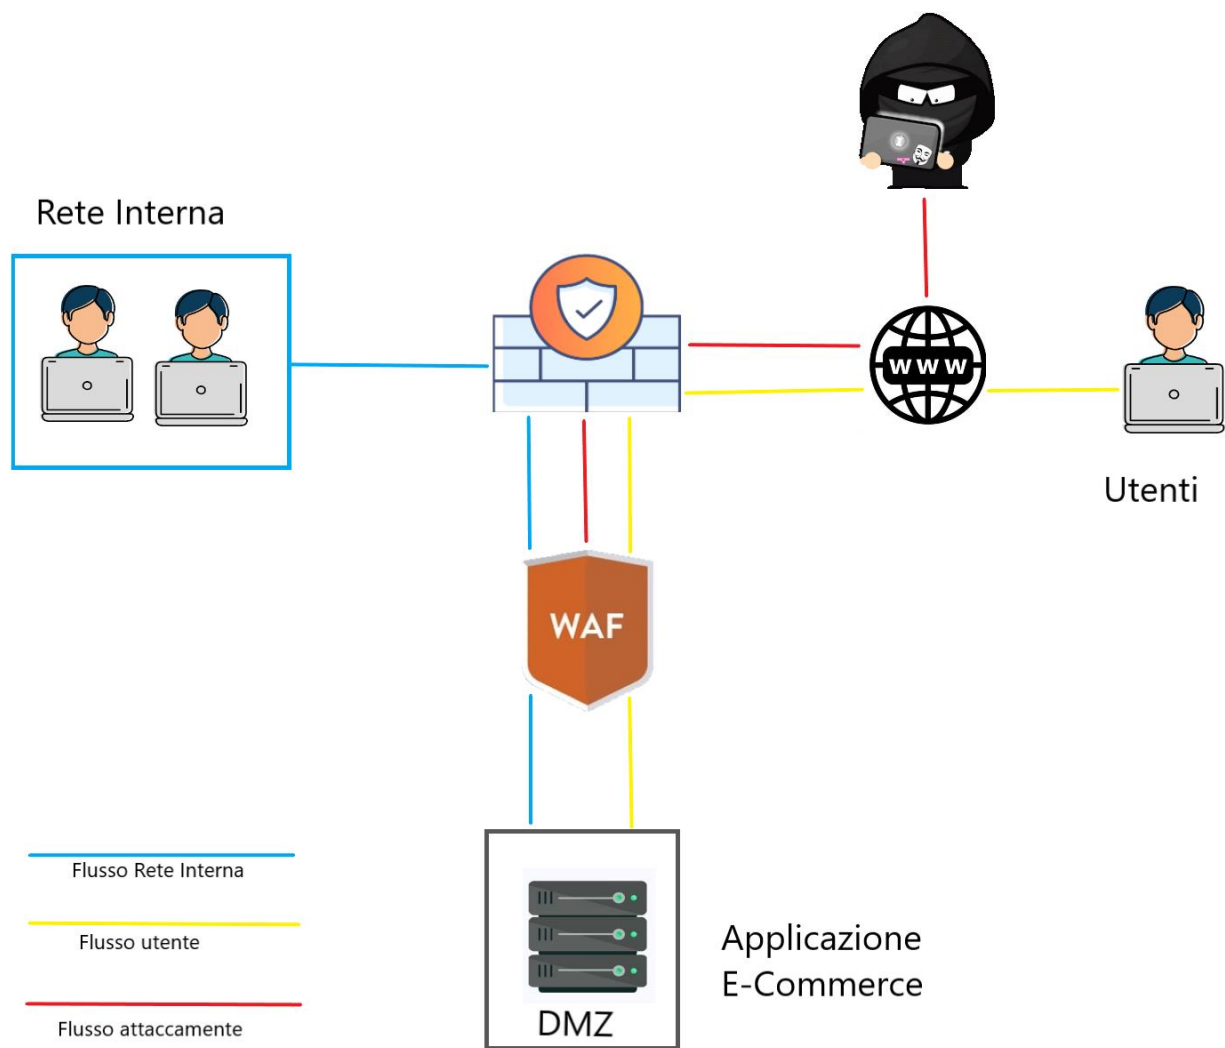 Rete Interna
WWW
Utenti
WAF
Flusso Rete Interna
Flusso utente
Flusso attaccamente
Applicazione
E-Commerce
DMZ